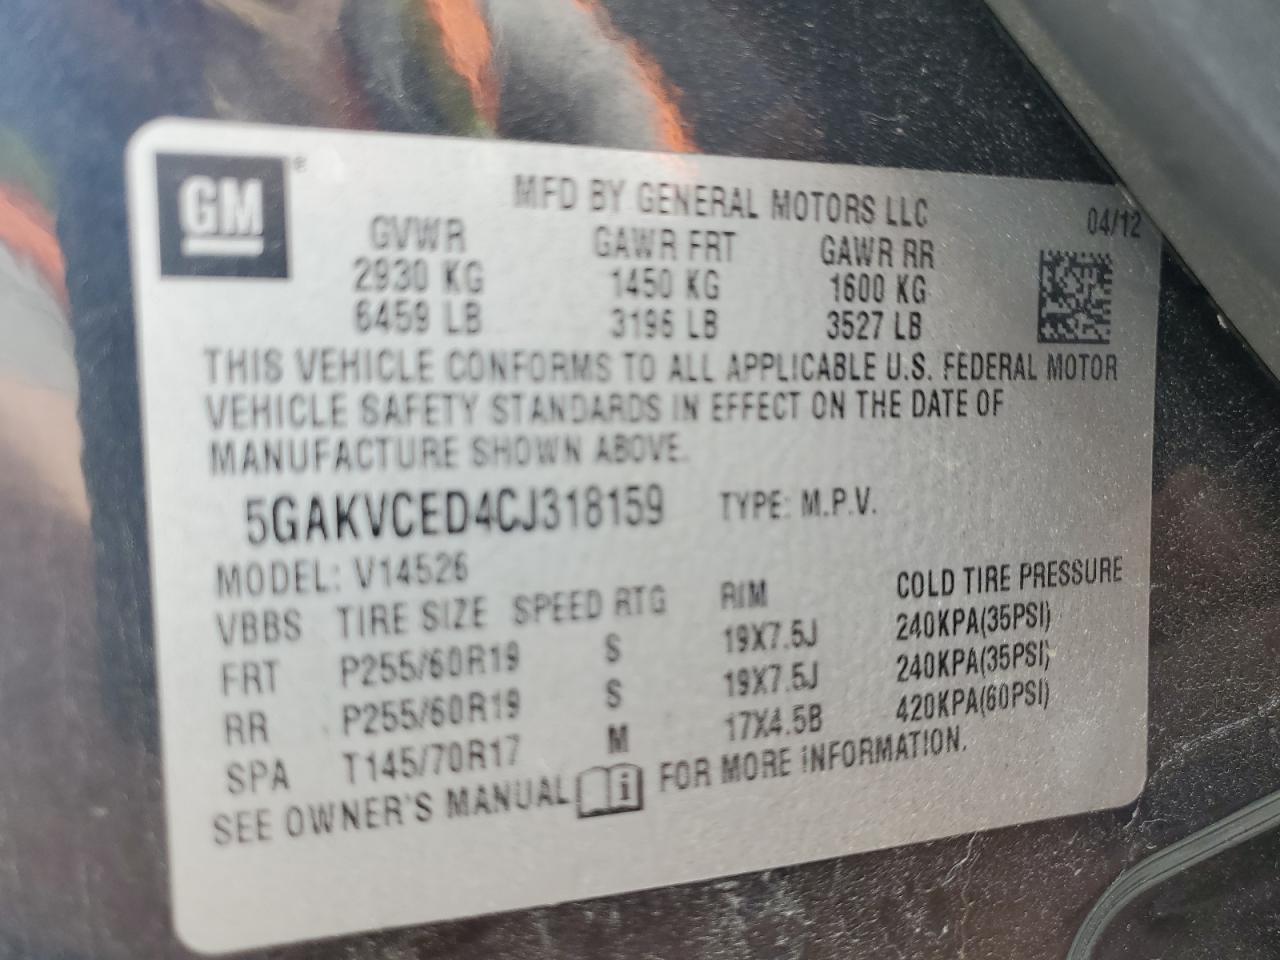 GM®
MFD BY GENERAL MOTORS LLC
04/12
GVWR GAWR FRT GAWR RR
2930 KG 1450 KG 1600 KG
6459 LB 3196 LB 3527 LB
THIS VEHICLE CONFORMS TO ALL APPLICABLE U.S. FEDERAL MOTOR
VEHICLE SAFETY STANDARDS IN EFFECT ON THE DATE OF
MANUFACTURE SHOWN ABOVE.
5GAKVCED4CJ318159 TYPE: M.P.V.
MODEL: V14526
VBBS TIRE SIZE SPEED RTG RIM COLD TIRE PRESSURE
FRT P255/60R19 S 19X7.5J 240KPA(35PSI)
RR P255/60R19 S 19X7.5J 240KPA(35PSI)
SPA T145/70R17 M 17X4.5B 420KPA(60PSI)
SEE OWNER'S MANUAL i FOR MORE INFORMATION.